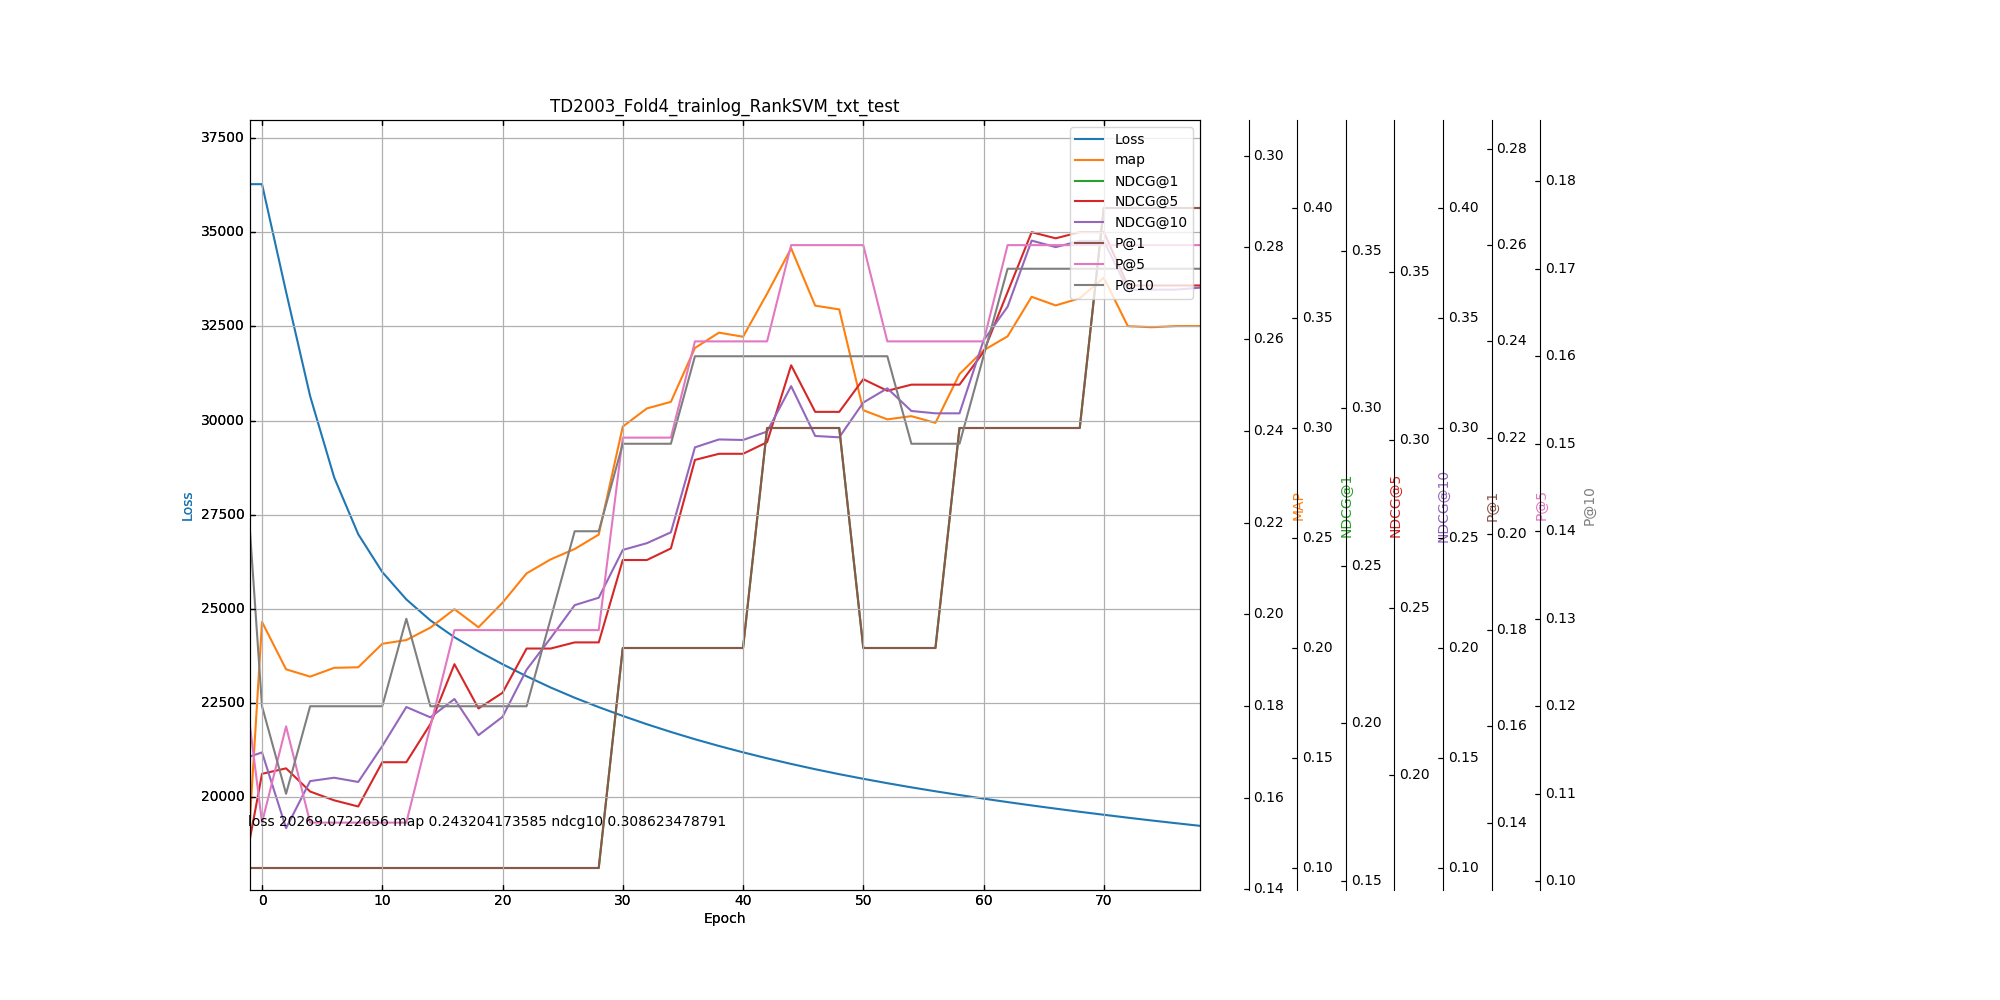 TD2003_Fold4_trainlog_RankSVM_txt_test
37500
35000
32500
30000
27500
25000
22500
20000
Loss
Loss
map
NDCG@1
NDCG@5
NDCG@10
P@1
P@5
P@10
loss 20269.0722656 map 0.243204173585 ndcg10 0.308623478791
0 10 20 30 40 50 60 70
Epoch
0.30
0.28
0.26
0.24
0.22
0.20
0.18
0.16
0.14
MAP
0.40
0.35
0.30
0.25
0.20
0.15
0.10
NDCG@1
0.35
0.30
0.25
0.20
0.15
NDCG@5
0.35
0.30
0.25
0.20
NDCG@10
0.40
0.35
0.30
0.25
0.20
0.15
0.10
P@1
0.28
0.26
0.24
0.22
0.20
0.18
0.16
0.14
P@5
0.18
0.17
0.16
0.15
0.14
0.13
0.12
0.11
0.10
P@10